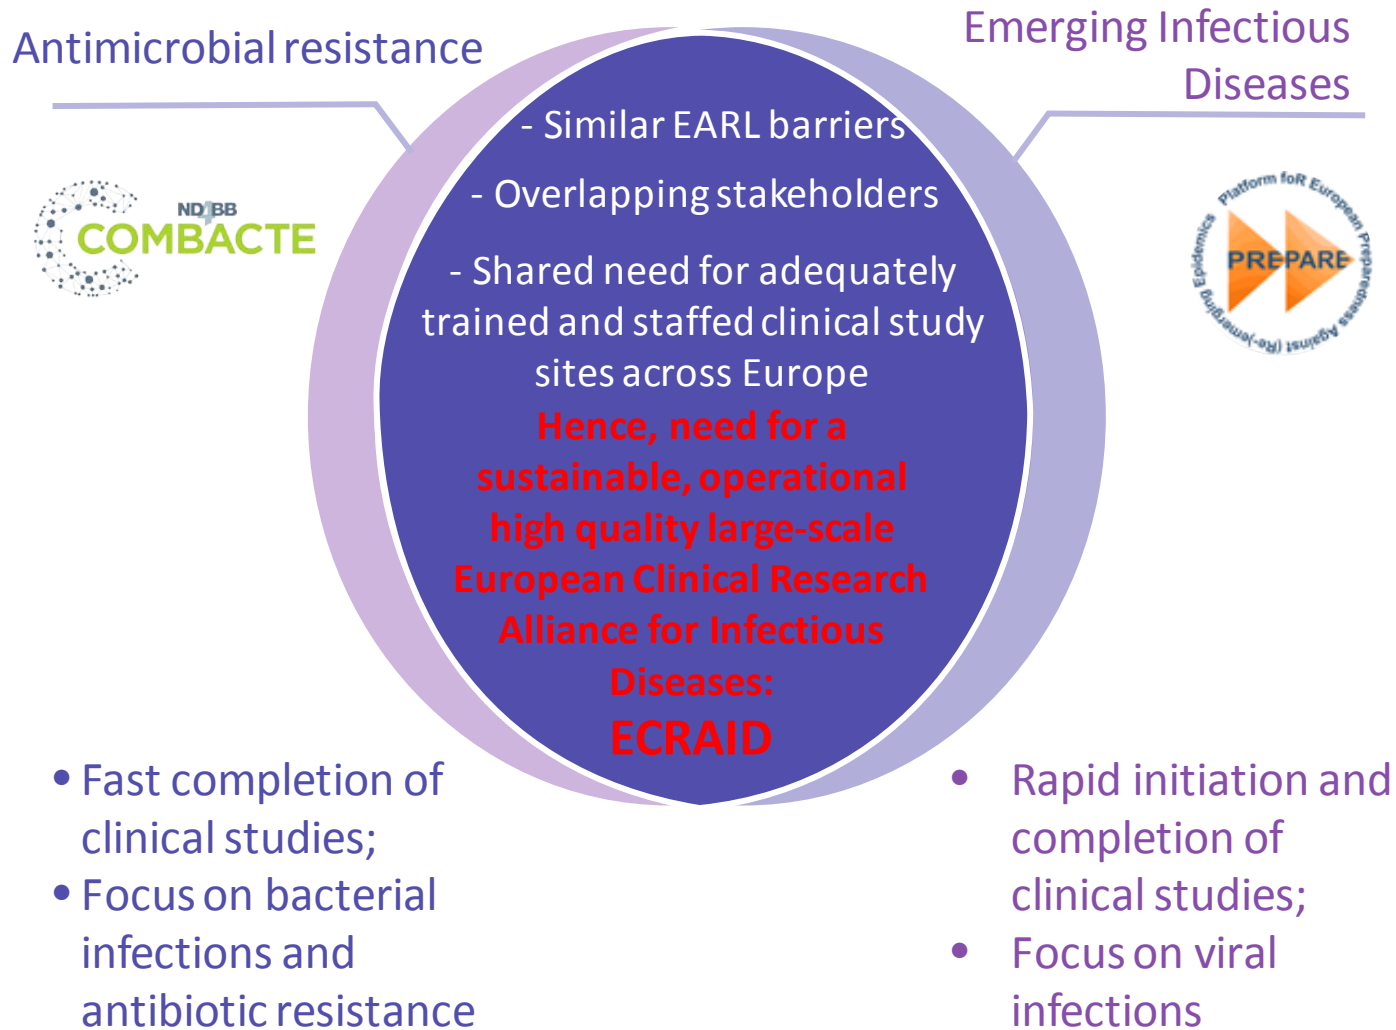 Antimicrobial resistance
Emerging Infectious
Diseases
- Similar EARL barriers
- Overlapping stakeholders
- Shared need for adequately
trained and staffed clinical study
sites across Europe
Hence, need for a
sustainable, operational
high quality large-scale
European Clinical Research
Alliance for Infectious
Diseases:
ECRAID
ND4BB
COMBACTE
Platform foR European Preparedness Against (Re-)emerging Epidemics
PREPARE
• Fast completion of
clinical studies;
• Focus on bacterial
infections and
antibiotic resistance
• Rapid initiation and
completion of
clinical studies;
• Focus on viral
infections